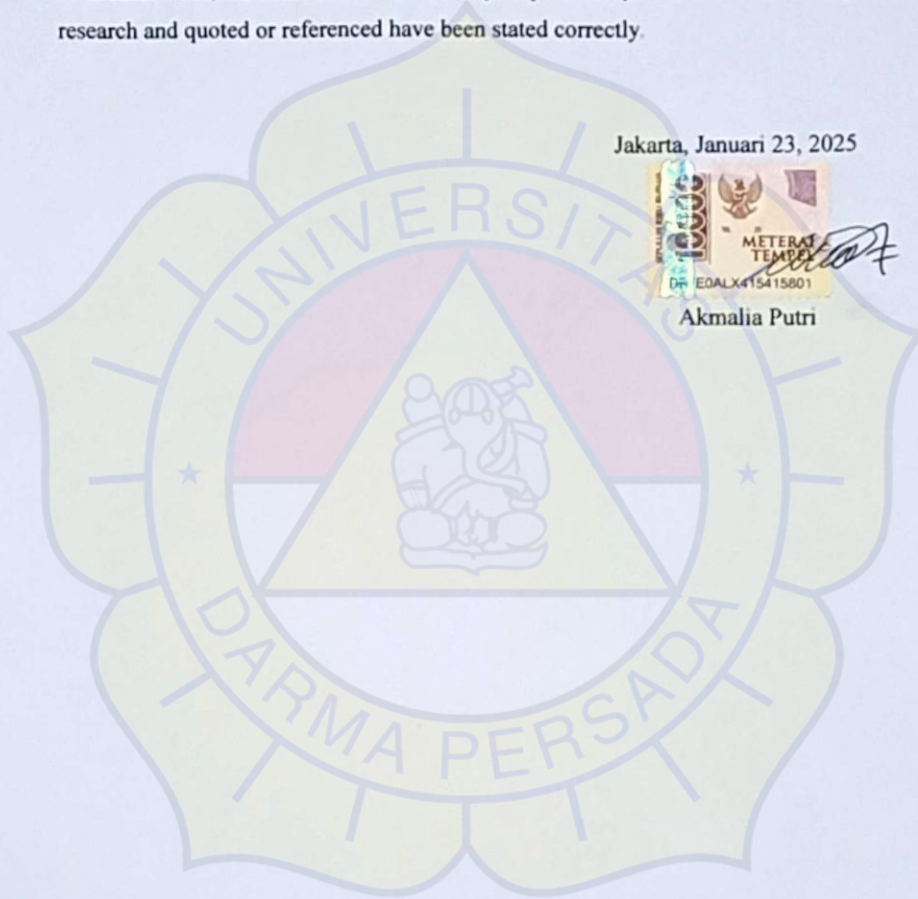 research and quoted or referenced have been stated correctly.
Jakarta, Januari 23, 2025
10000
METERAI
TEMPEL
E0ALX415415801
Akmalia Putri
UNIVERSITAS
DARMA PERSADA